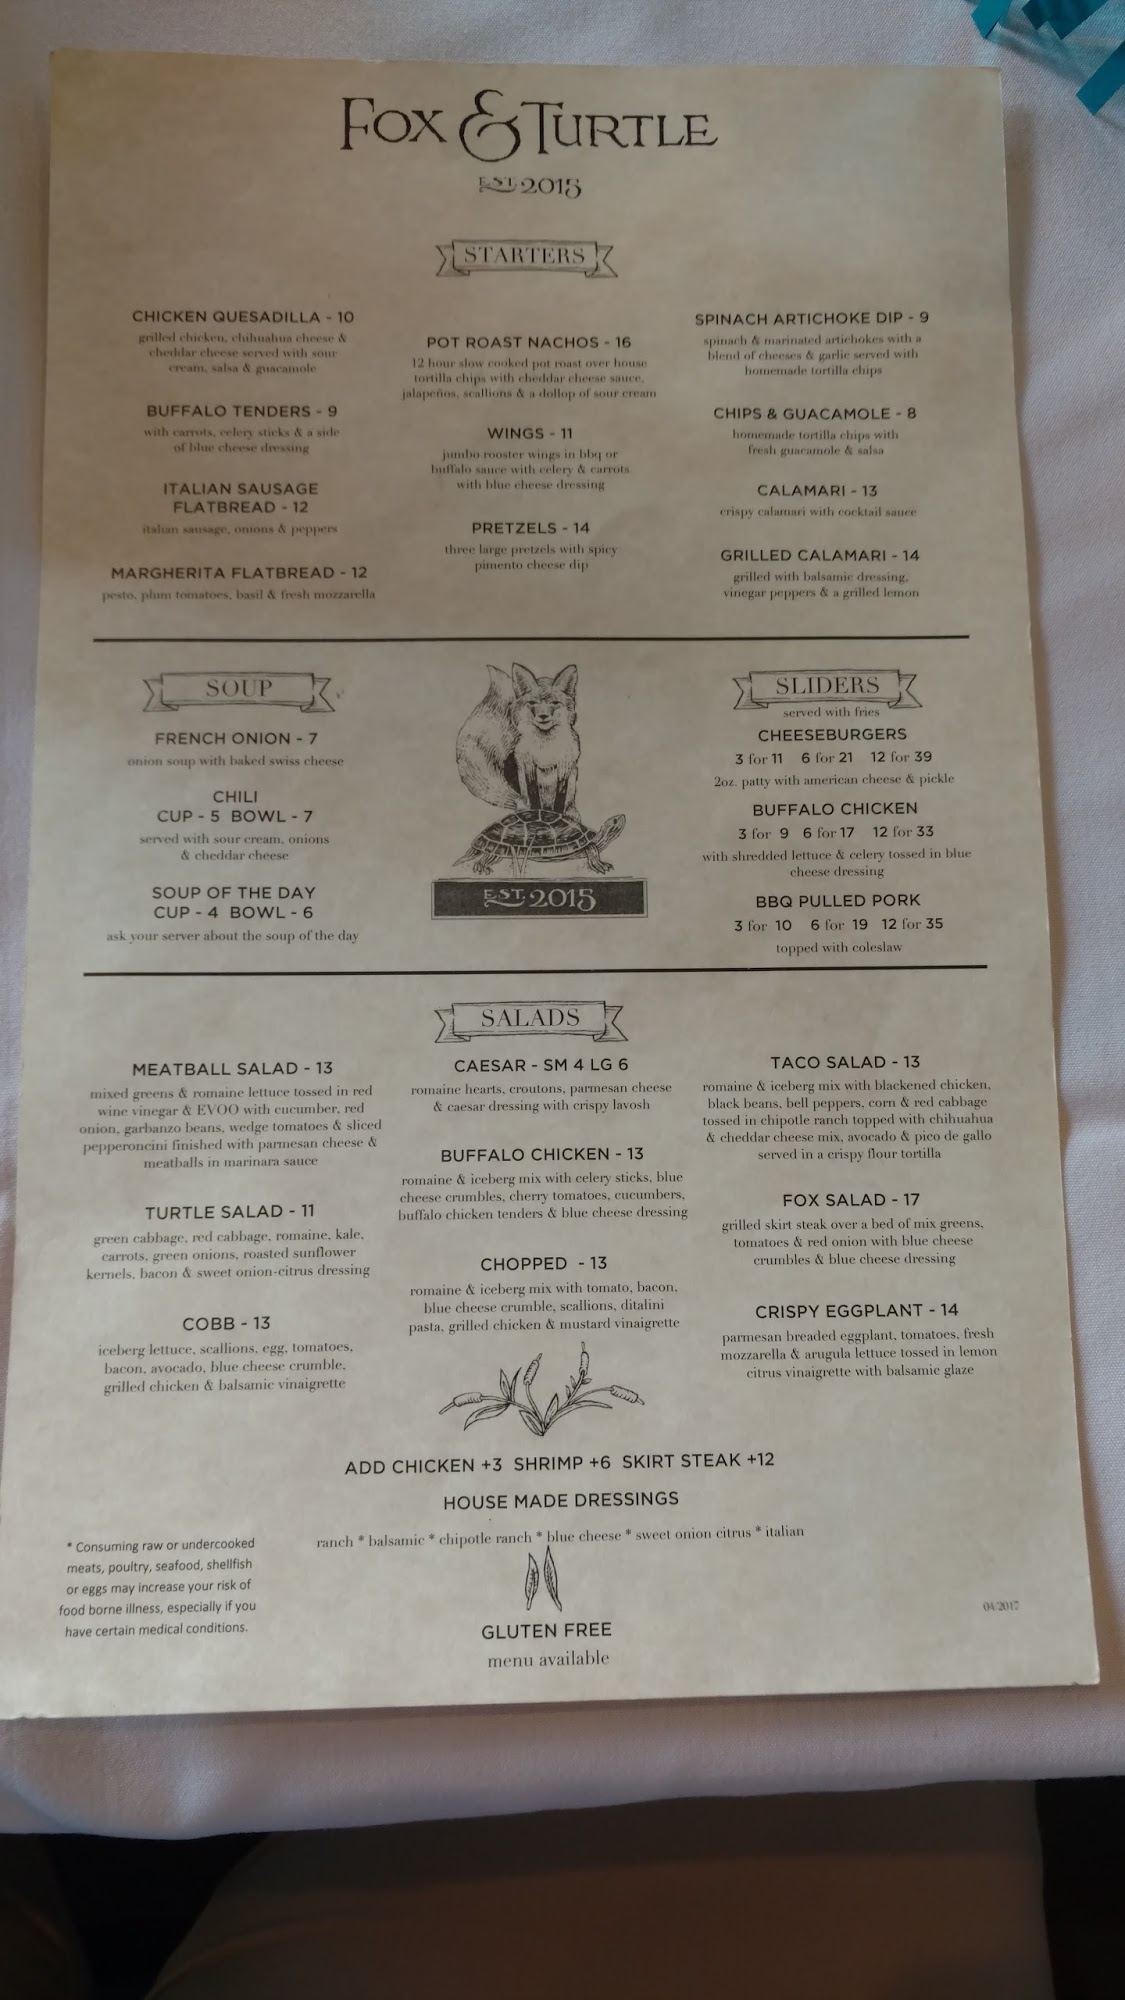 FOX & TURTLE
EST. 2015
STARTERS
CHICKEN QUESADILLA - 10
grilled chicken, chihuahua cheese &
cheddar cheese served with sour
cream, salsa & guacamole
BUFFALO TENDERS - 9
with carrots, celery sticks & a side
of blue cheese dressing
ITALIAN SAUSAGE
FLATBREAD - 12
italian sausage, onions & peppers
MARGHERITA FLATBREAD - 12
pesto, plum tomatoes, basil & fresh mozzarella
POT ROAST NACHOS - 16
12 hour slow cooked pot roast over house
tortilla chips with cheddar cheese sauce,
jalapeños, scallions & a dollop of sour cream
WINGS - 11
jumbo rooster wings in bbq or
buffalo sauce with celery & carrots
with blue cheese dressing
PRETZELS - 14
three large pretzels with spicy
pimento cheese dip
SPINACH ARTICHOKE DIP - 9
spinach & marinated artichokes with a
blend of cheeses & garlic served with
homemade tortilla chips
CHIPS & GUACAMOLE - 8
homemade tortilla chips with
fresh guacamole & salsa
CALAMARI - 13
crispy calamari with cocktail sauce
GRILLED CALAMARI - 14
grilled with balsamic dressing,
vinegar peppers & a grilled lemon
SOUP
FRENCH ONION - 7
onion soup with baked swiss cheese
CHILI
CUP - 5 BOWL - 7
served with sour cream, onions
& cheddar cheese
SOUP OF THE DAY
CUP - 4 BOWL - 6
ask your server about the soup of the day
EST. 2015
SLIDERS
served with fries
CHEESEBURGERS
3 for 11 6 for 21 12 for 39
2oz. patty with american cheese & pickle
BUFFALO CHICKEN
3 for 9 6 for 17 12 for 33
with shredded lettuce & celery tossed in blue
cheese dressing
BBQ PULLED PORK
3 for 10 6 for 19 12 for 35
topped with coleslaw
SALADS
MEATBALL SALAD - 13
mixed greens & romaine lettuce tossed in red
wine vinegar & EVOO with cucumber, red
onion, garbanzo beans, wedge tomatoes & sliced
pepperoncini finished with parmesan cheese &
meatballs in marinara sauce
TURTLE SALAD - 11
green cabbage, red cabbage, romaine, kale,
carrots, green onions, roasted sunflower
kernels, bacon & sweet onion-citrus dressing
COBB - 13
iceberg lettuce, scallions, egg, tomatoes,
bacon, avocado, blue cheese crumble,
grilled chicken & balsamic vinaigrette
CAESAR - SM 4 LG 6
romaine hearts, croutons, parmesan cheese
& caesar dressing with crispy lavosh
BUFFALO CHICKEN - 13
romaine & iceberg mix with celery sticks, blue
cheese crumbles, cherry tomatoes, cucumbers,
buffalo chicken tenders & blue cheese dressing
CHOPPED - 13
romaine & iceberg mix with tomato, bacon,
blue cheese crumble, scallions, ditalini
pasta, grilled chicken & mustard vinaigrette
TACO SALAD - 13
romaine & iceberg mix with blackened chicken,
black beans, bell peppers, corn & red cabbage
tossed in chipotle ranch topped with chihuahua
& cheddar cheese mix, avocado & pico de gallo
served in a crispy flour tortilla
FOX SALAD - 17
grilled skirt steak over a bed of mix greens,
tomatoes & red onion with blue cheese
crumbles & blue cheese dressing
CRISPY EGGPLANT - 14
parmesan breaded eggplant, tomatoes, fresh
mozzarella & arugula lettuce tossed in lemon
citrus vinaigrette with balsamic glaze
ADD CHICKEN +3 SHRIMP +6 SKIRT STEAK +12
HOUSE MADE DRESSINGS
ranch * balsamic * chipotle ranch * blue cheese * sweet onion citrus * italian
* Consuming raw or undercooked
meats, poultry, seafood, shellfish
or eggs may increase your risk of
food borne illness, especially if you
have certain medical conditions.
GLUTEN FREE
menu available
04/2017